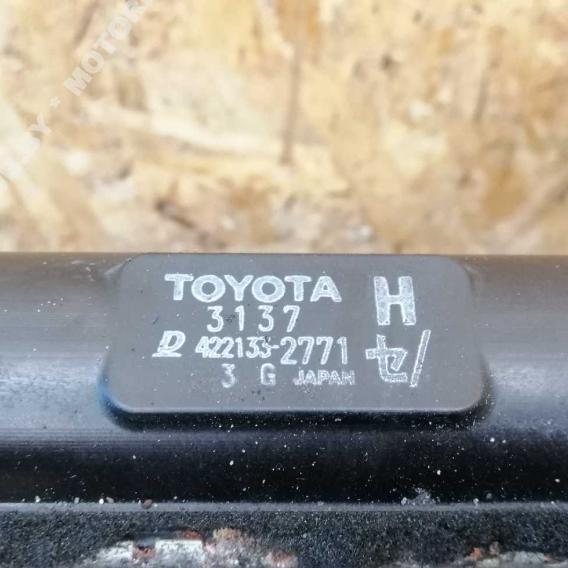 TOYOTA H
3137
D 422133-2771 セ/
3 G JAPAN